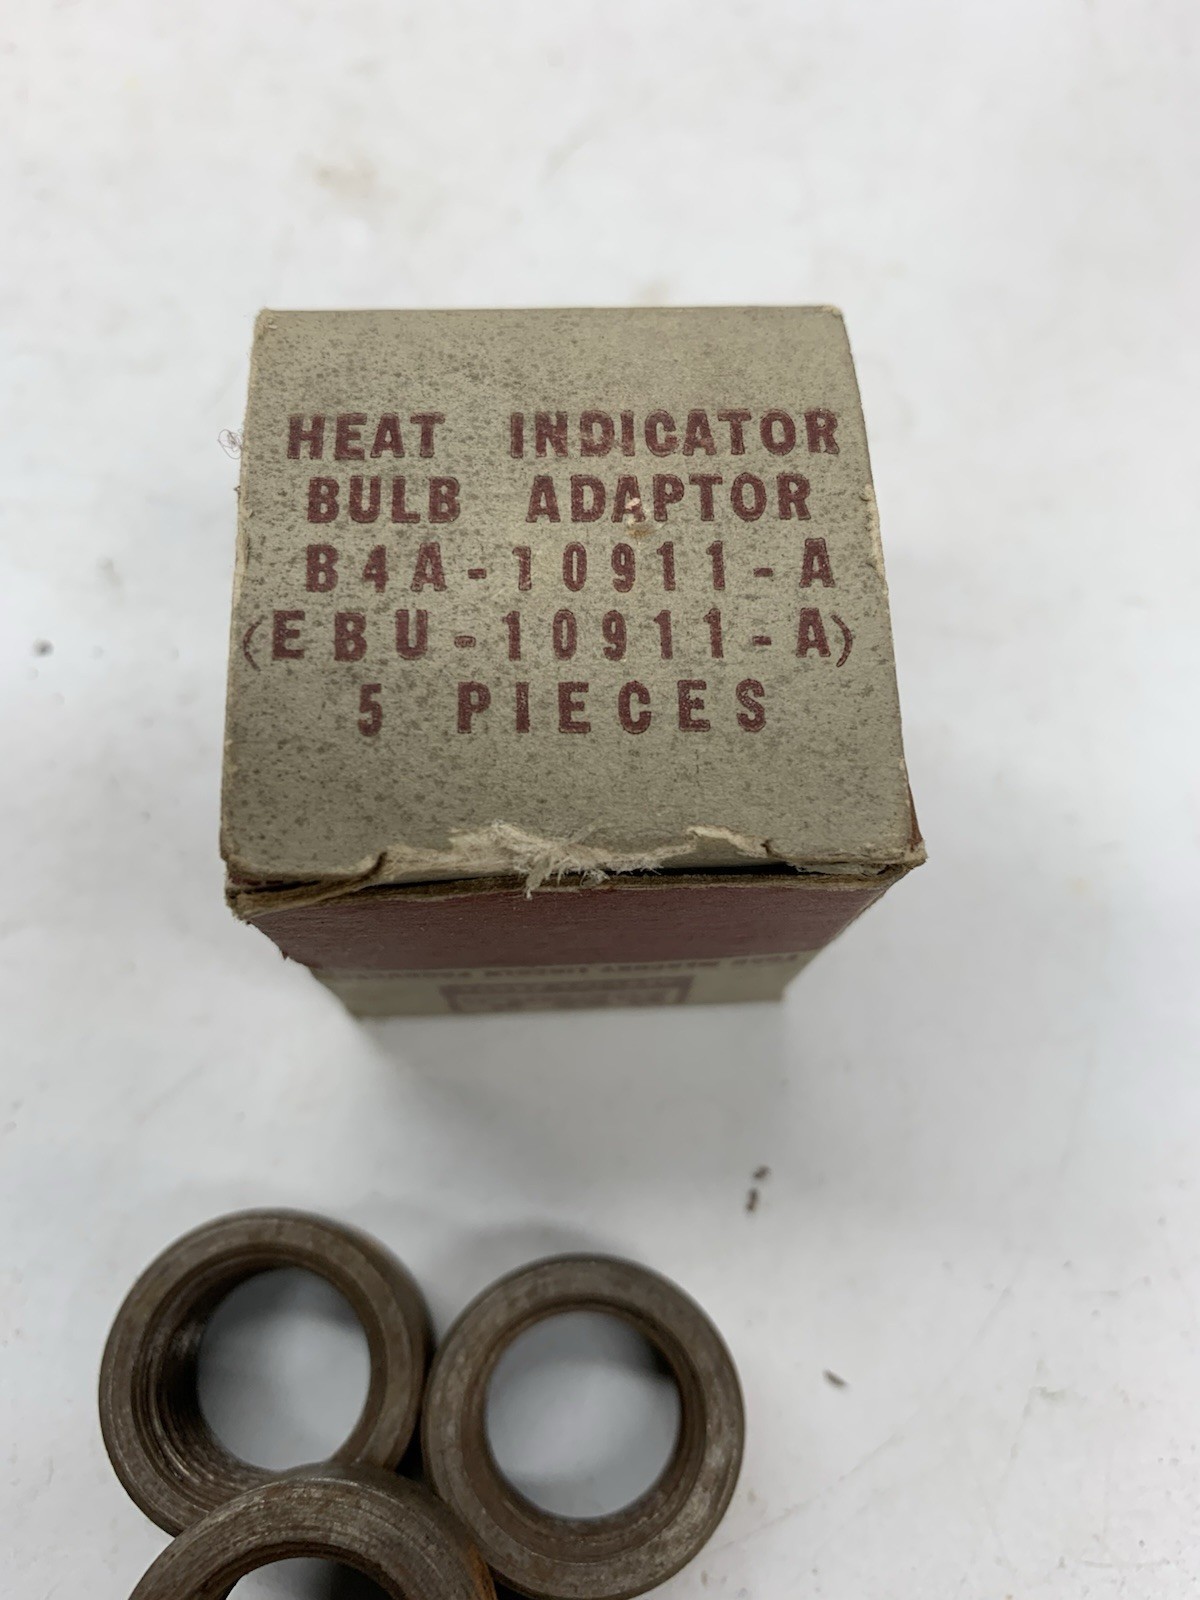 HEAT INDICATOR
BULB ADAPTOR
B4A-10911-A
(EBU-10911-A)
5 PIECES